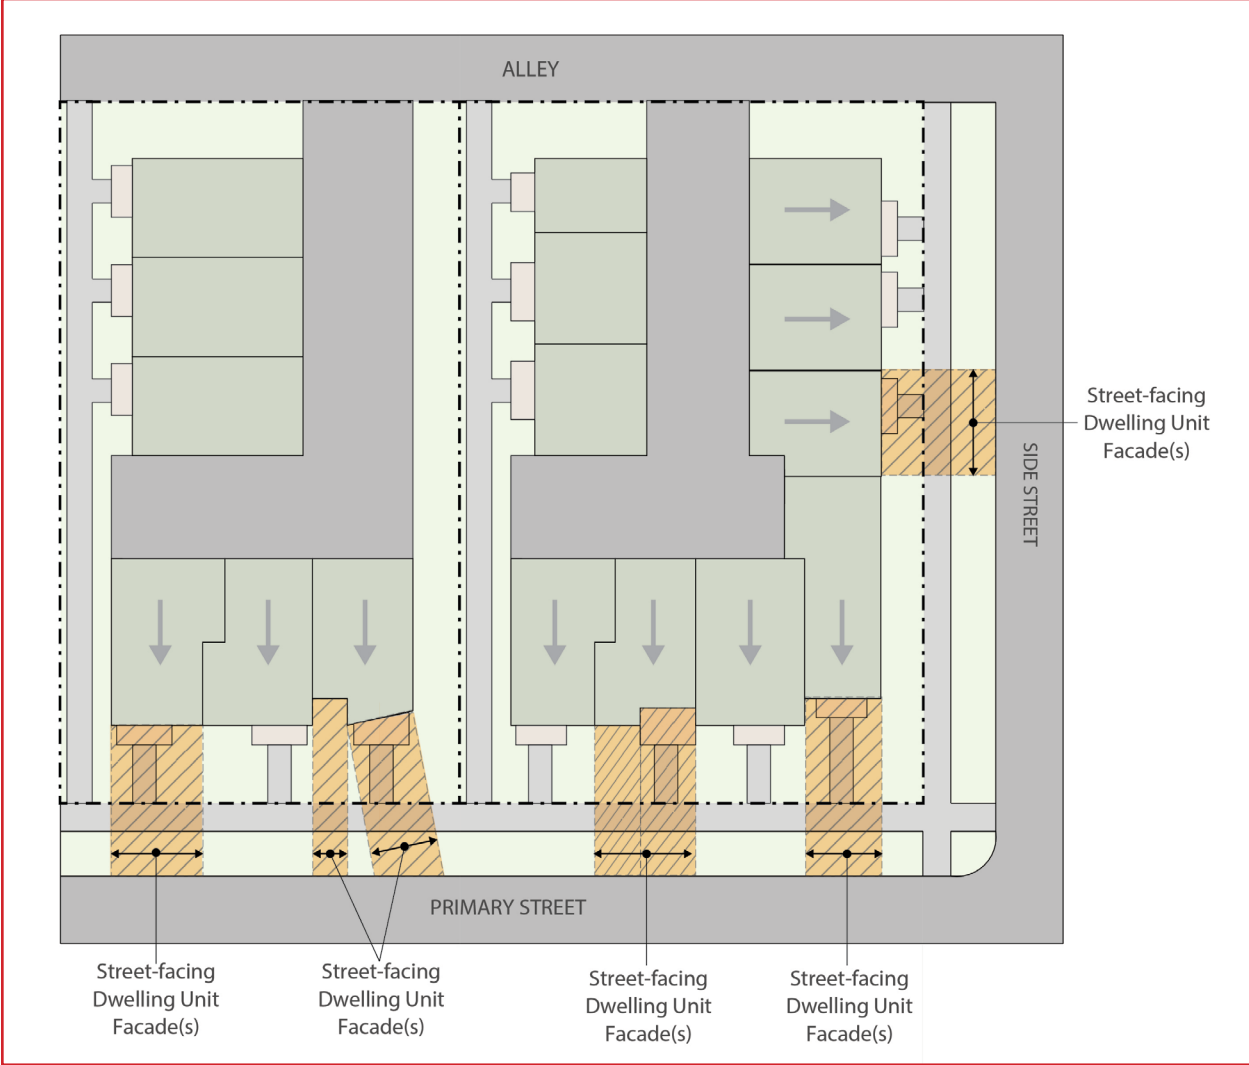 ALLEY
Street-facing
Dwelling Unit
Facade(s)
SIDE STREET
PRIMARY STREET
Street-facing
Dwelling Unit
Facade(s)
Street-facing
Dwelling Unit
Facade(s)
Street-facing
Dwelling Unit
Facade(s)
Street-facing
Dwelling Unit
Facade(s)